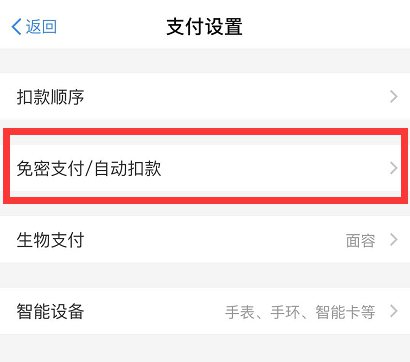 返回
支付设置
扣款顺序
免密支付/自动扣款
生物支付 面容
智能设备 手表、手环、智能卡等